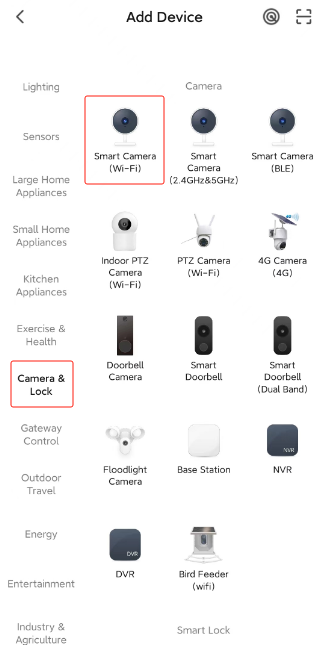 Add Device
Lighting
Sensors
Large Home
Appliances
Small Home
Appliances
Kitchen
Appliances
Exercise &
Health
Camera &
Lock
Gateway
Control
Outdoor
Travel
Energy
Entertainment
Industry &
Agriculture
Camera
Smart Camera
(Wi-Fi)
Smart
Camera
(2.4GHz&5GHz)
Smart Camera
(BLE)
Indoor PTZ
Camera
(Wi-Fi)
PTZ Camera
(Wi-Fi)
4G
4G Camera
(4G)
Doorbell
Camera
Smart
Doorbell
Smart
Doorbell
(Dual Band)
Floodlight
Camera
Base Station
NVR
NVR
DVR
DVR
Bird Feeder
(wifi)
Smart Lock